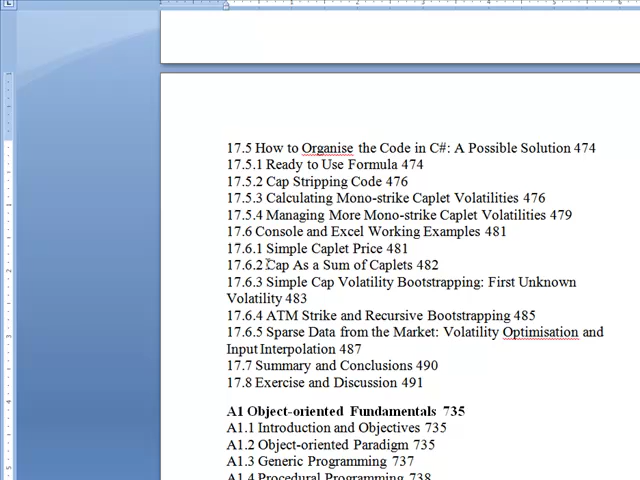 17.5 How to Organise the Code in C#: A Possible Solution 474
17.5.1 Ready to Use Formula 474
17.5.2 Cap Stripping Code 476
17.5.3 Calculating Mono-strike Caplet Volatilities 476
17.5.4 Managing More Mono-strike Caplet Volatilities 479
17.6 Console and Excel Working Examples 481
17.6.1 Simple Caplet Price 481
17.6.2 Cap As a Sum of Caplets 482
17.6.3 Simple Cap Volatility Bootstrapping: First Unknown
Volatility 483
17.6.4 ATM Strike and Recursive Bootstrapping 485
17.6.5 Sparse Data from the Market: Volatility Optimisation and
Input Interpolation 487
17.7 Summary and Conclusions 490
17.8 Exercise and Discussion 491
A1 Object-oriented Fundamentals 735
A1.1 Introduction and Objectives 735
A1.2 Object-oriented Paradigm 735
A1.3 Generic Programming 737
A1.4 Procedural Programming 738